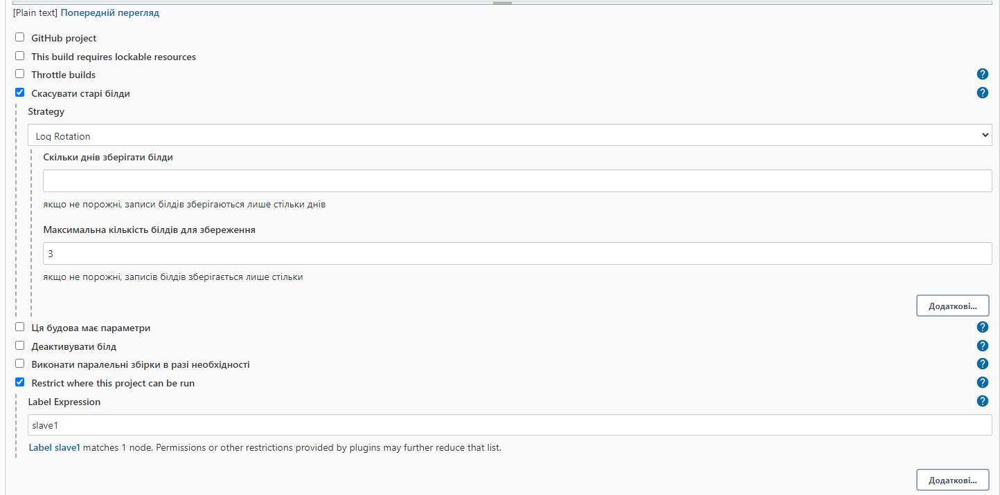 [Plain text] Попередній перегляд
GitHub project
This build requires lockable resources
Throttle builds
?
Скасувати старі білди
?
Strategy
Log Rotation
Скільки днів зберігати білди
якщо не порожні, записи білдів зберігаються лише стільки днів
Максимальна кількість білдів для збереження
3
якщо не порожні, записів білдів зберігається лише стільки
Додаткові...
Ця будова має параметри
?
Деактивувати білд
?
Виконати паралельні збірки в разі необхідності
?
Restrict where this project can be run
?
Label Expression
?
slave1
Label slave1 matches 1 node. Permissions or other restrictions provided by plugins may further reduce that list.
Додаткові...